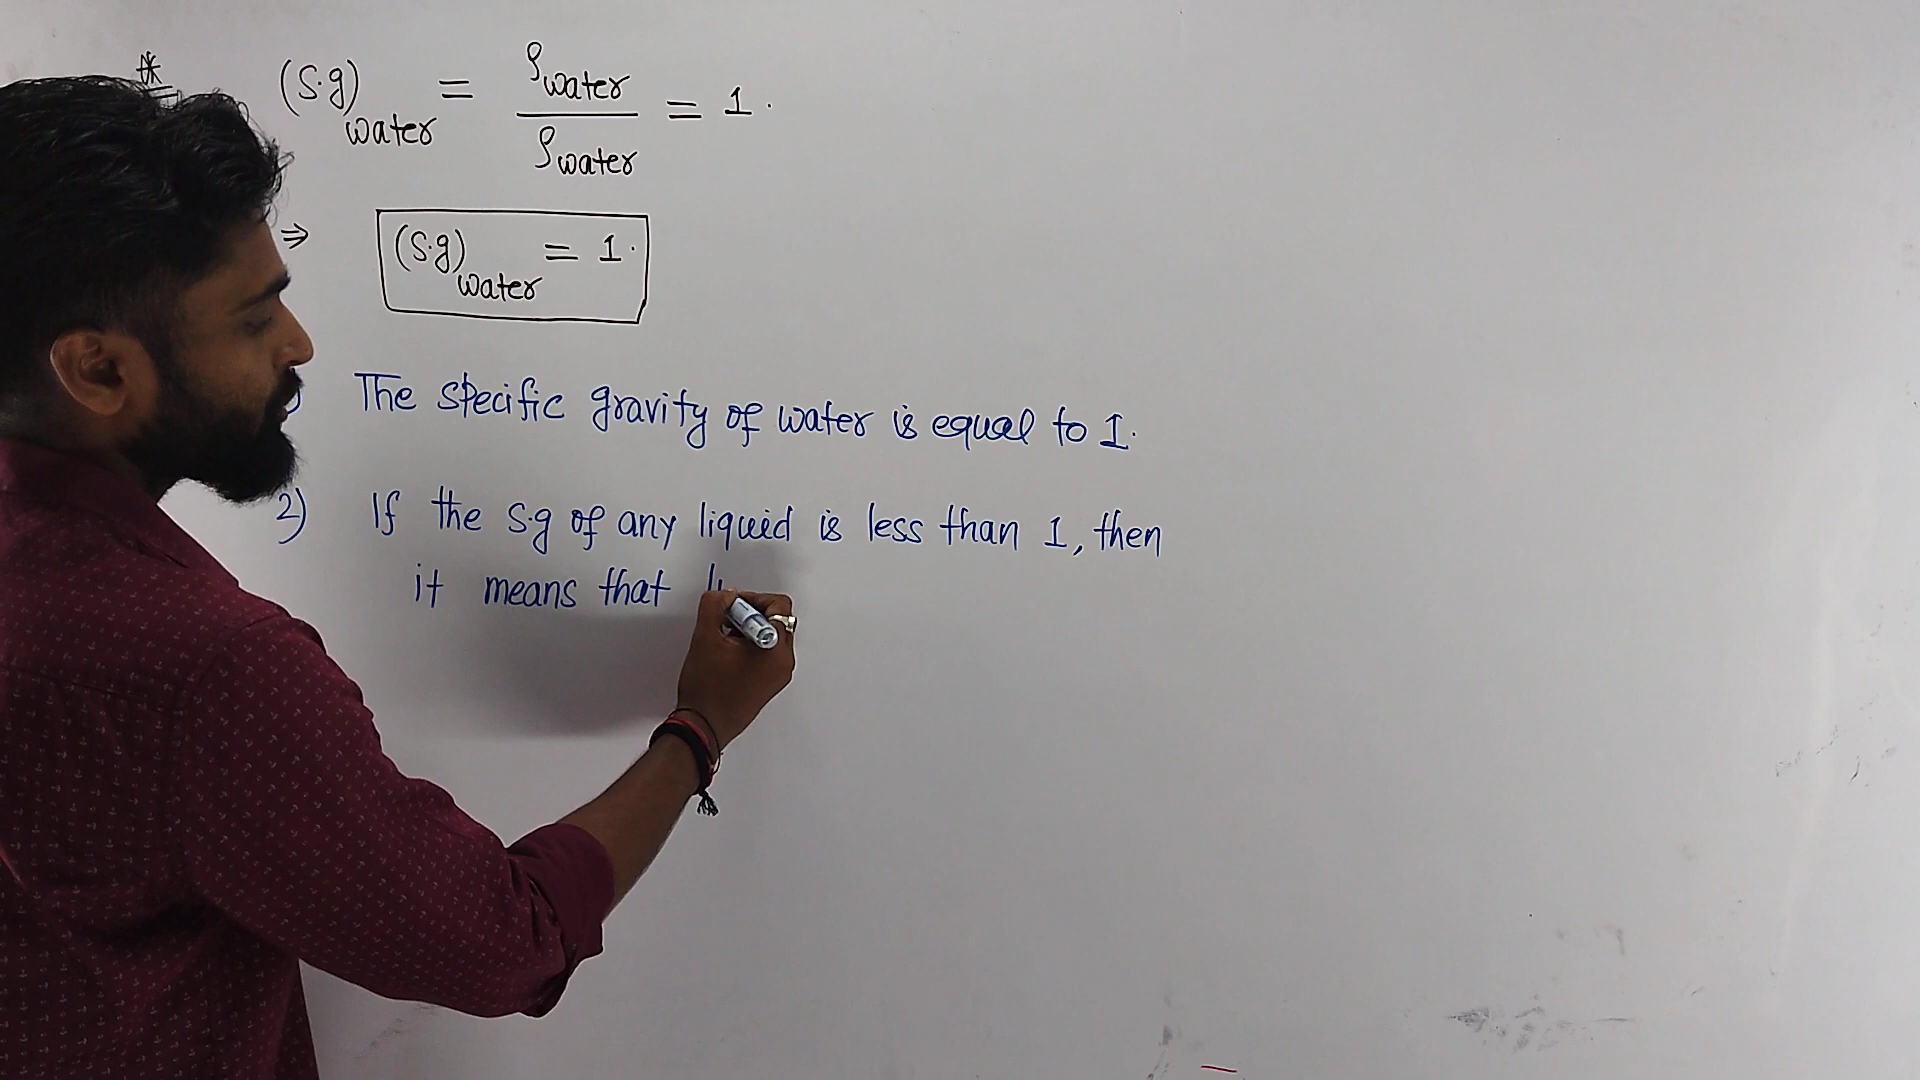 (S.g)water = ρwater / ρwater = 1.
⇒ (S.g)water = 1.
) The specific gravity of water is equal to 1.
2) If the S.g of any liquid is less than 1, then
it means that